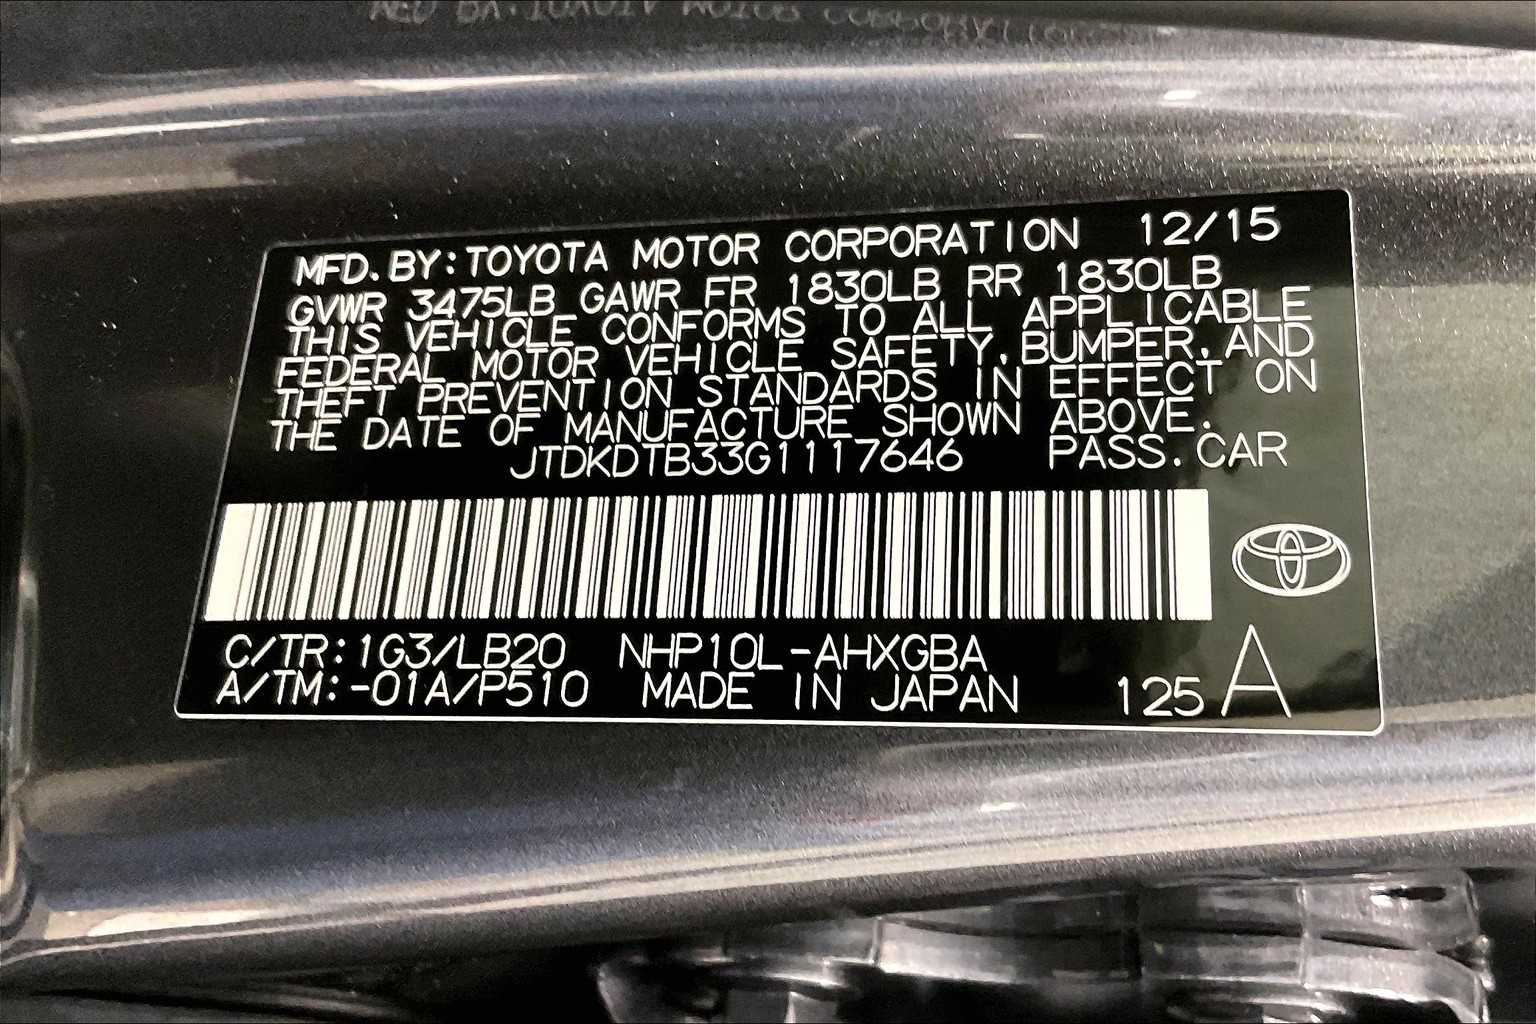 MFD.BY:TOYOTA MOTOR CORPORATION 12/15
GVWR 3475LB GAWR FR 1830LB RR 1830LB
THIS VEHICLE CONFORMS TO ALL APPLICABLE
FEDERAL MOTOR VEHICLE SAFETY,BUMPER,AND
THEFT PREVENTION STANDARDS IN EFFECT ON
THE DATE OF MANUFACTURE SHOWN ABOVE.
JTDKDTB33G1117646 PASS.CAR
C/TR:1G3/LB20 NHP10L-AHXGBA
A/TM:-01A/P510 MADE IN JAPAN 125 A